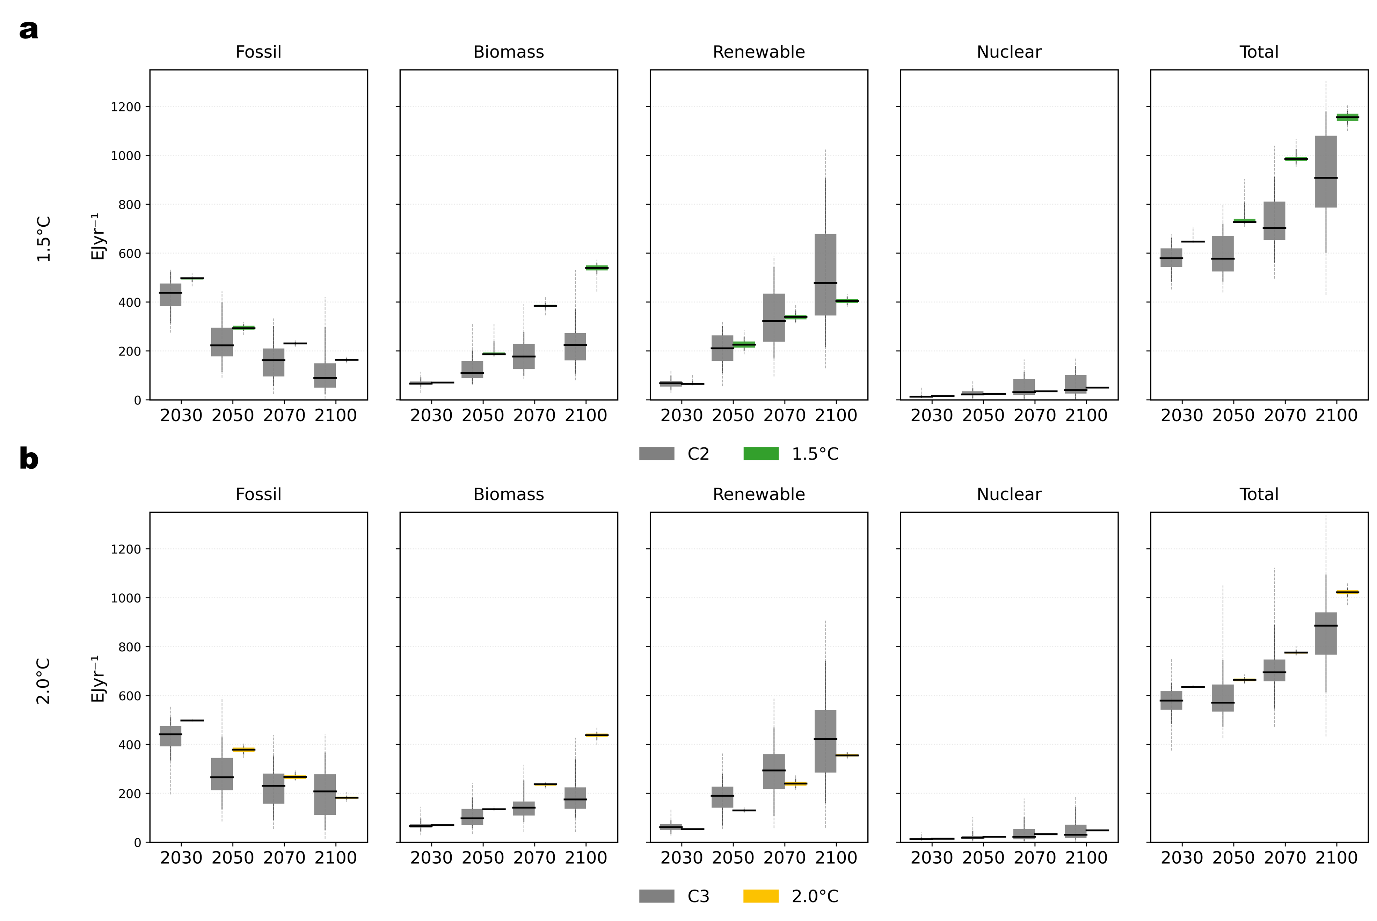 a
Fossil Biomass Renewable Nuclear Total
1200
1000
800
600
400
200
0
1.5°C
EJyr⁻¹
2030 2050 2070 2100 2030 2050 2070 2100 2030 2050 2070 2100 2030 2050 2070 2100 2030 2050 2070 2100
C2 1.5°C
b
Fossil Biomass Renewable Nuclear Total
1200
1000
800
600
400
200
0
2.0°C
EJyr⁻¹
2030 2050 2070 2100 2030 2050 2070 2100 2030 2050 2070 2100 2030 2050 2070 2100 2030 2050 2070 2100
C3 2.0°C